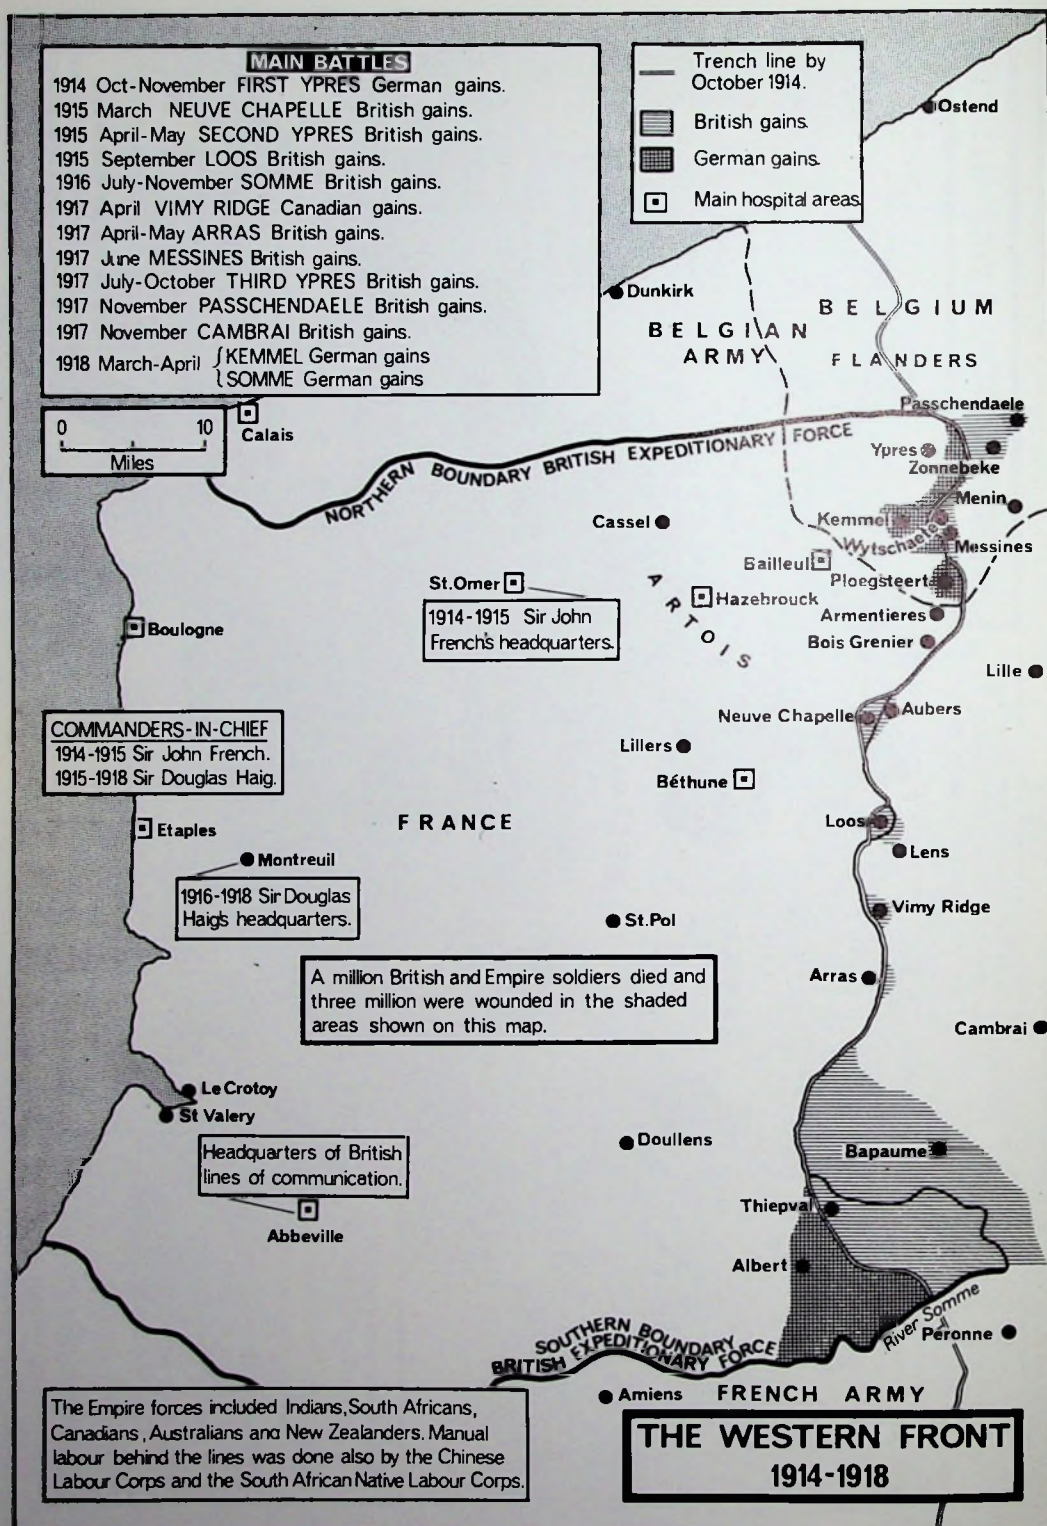 MAIN BATTLES
1914 Oct-November FIRST YPRES German gains.
1915 March NEUVE CHAPELLE British gains.
1915 April-May SECOND YPRES British gains.
1915 September LOOS British gains.
1916 July-November SOMME British gains.
1917 April VIMY RIDGE Canadian gains.
1917 April-May ARRAS British gains.
1917 June MESSINES British gains.
1917 July-October THIRD YPRES British gains.
1917 November PASSCHENDAELE British gains.
1917 November CAMBRAI British gains.
1918 March-April { KEMMEL German gains
SOMME German gains
Trench line by
October 1914.
British gains.
German gains.
Main hospital areas.
Ostend
Dunkirk
BELGIUM
BELGIAN
ARMY
FLANDERS
0 10
Miles
Calais
Passchendaele
NORTHERN BOUNDARY BRITISH EXPEDITIONARY FORCE
Ypres
Zonnebeke
Menin
Cassel
Kemmel
Wytschaete
Messines
Bailleul
St.Omer
Ploegsteert
1914-1915 Sir John
French's headquarters.
ARTOIS
Hazebrouck
Armentieres
Boulogne
Bois Grenier
Lille
COMMANDERS-IN-CHIEF
1914-1915 Sir John French.
1915-1918 Sir Douglas Haig.
Neuve Chapelle
Aubers
Lillers
Béthune
FRANCE
Loos
Etaples
Lens
Montreuil
1916-1918 Sir Douglas
Haig's headquarters.
Vimy Ridge
St.Pol
A million British and Empire soldiers died and
three million were wounded in the shaded
areas shown on this map.
Arras
Cambrai
Le Crotoy
St Valery
Doullens
Bapaume
Headquarters of British
lines of communication.
Abbeville
Thiepval
Albert
River Somme
Péronne
SOUTHERN BOUNDARY
BRITISH EXPEDITIONARY FORCE
Amiens
FRENCH ARMY
The Empire forces included Indians, South Africans,
Canadians, Australians and New Zealanders. Manual
labour behind the lines was done also by the Chinese
Labour Corps and the South African Native Labour Corps.
THE WESTERN FRONT
1914-1918